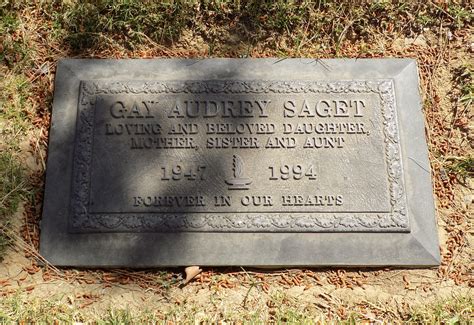 GAY AUDREY SAGET
LOVING AND BELOVED DAUGHTER,
MOTHER, SISTER AND AUNT
1947 1994
FOREVER IN OUR HEARTS